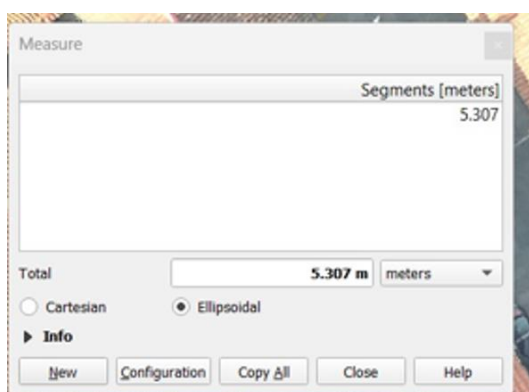 Measure
Segments [meters]
5.307
Total 5.307 m meters
Cartesian Ellipsoidal
Info
New Configuration Copy All Close Help